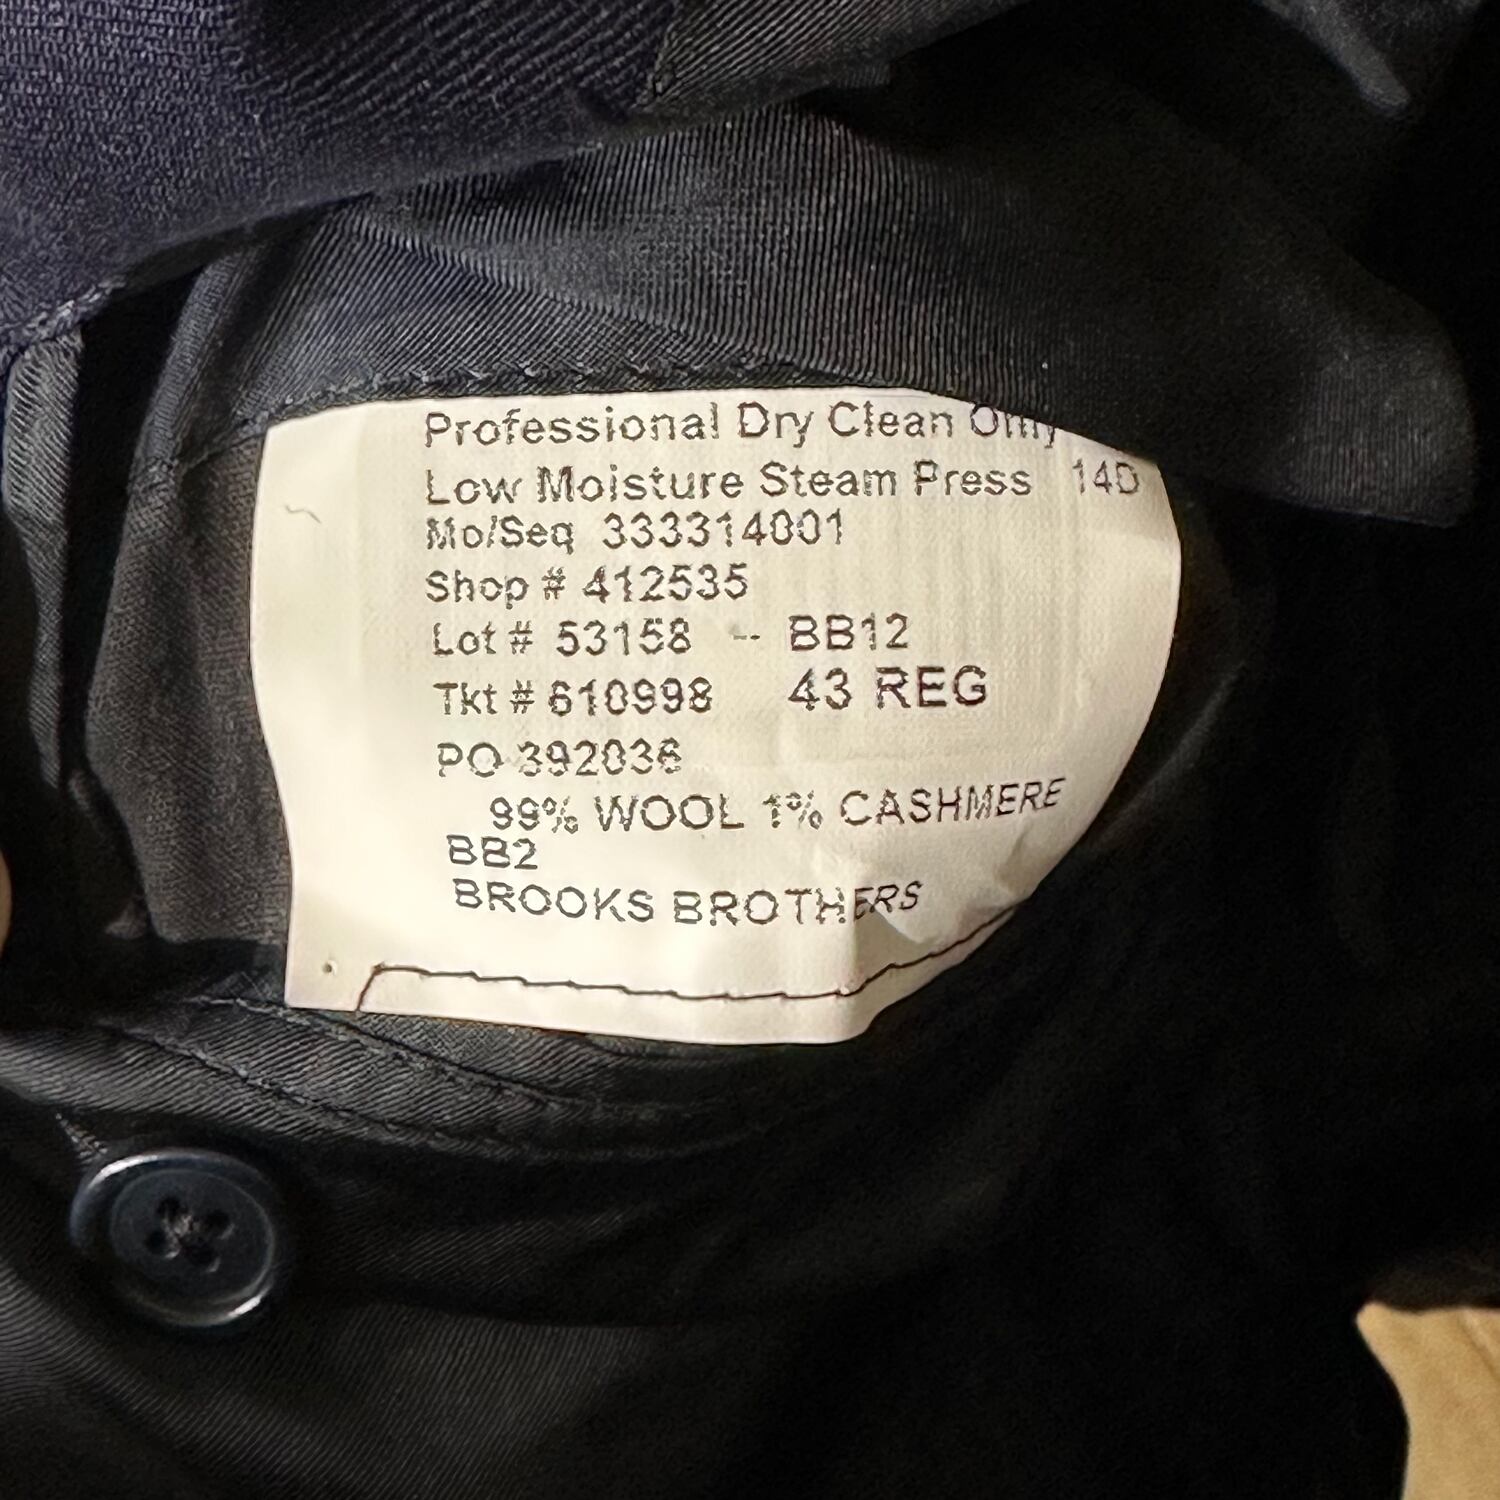 Professional Dry Clean Only
Low Moisture Steam Press 14D
Mo/Seq 333314001
Shop # 412535
Lot # 53158 -- BB12
Tkt # 610998 43 REG
PO 392036
99% WOOL 1% CASHMERE
BB2
BROOKS BROTHERS